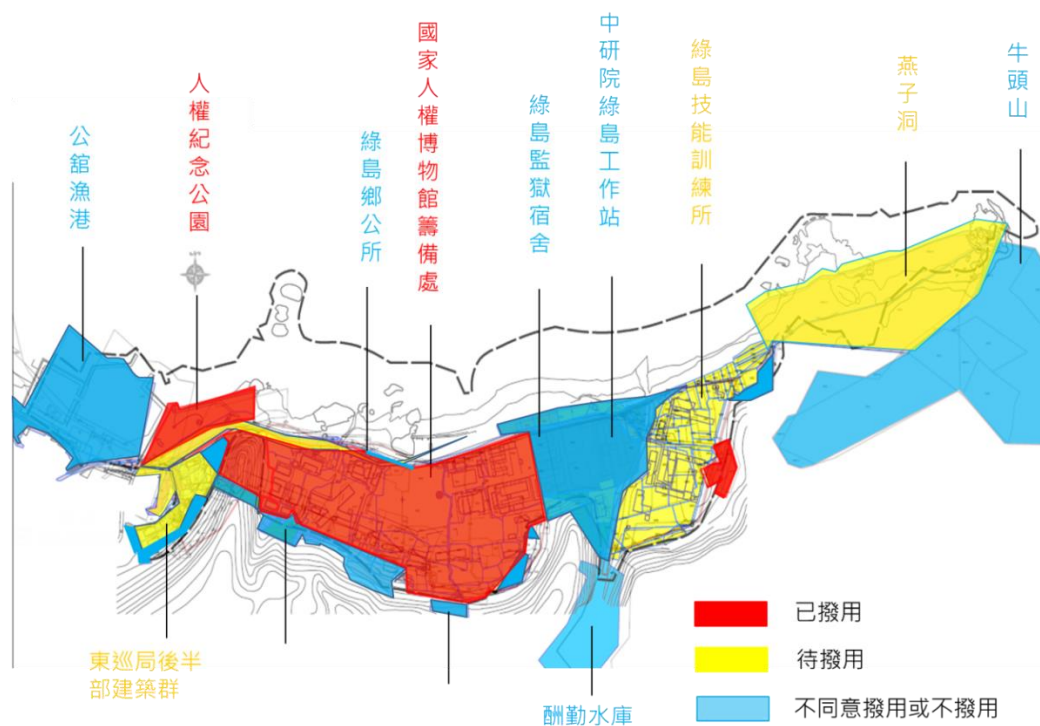 公舘漁港
人權紀念公園
綠島鄉公所
國家人權博物館籌備處
綠島監獄宿舍
中研院綠島工作站
綠島技能訓練所
燕子洞
牛頭山
東巡局後半
部建築群
酬勤水庫
已撥用
待撥用
不同意撥用或不撥用